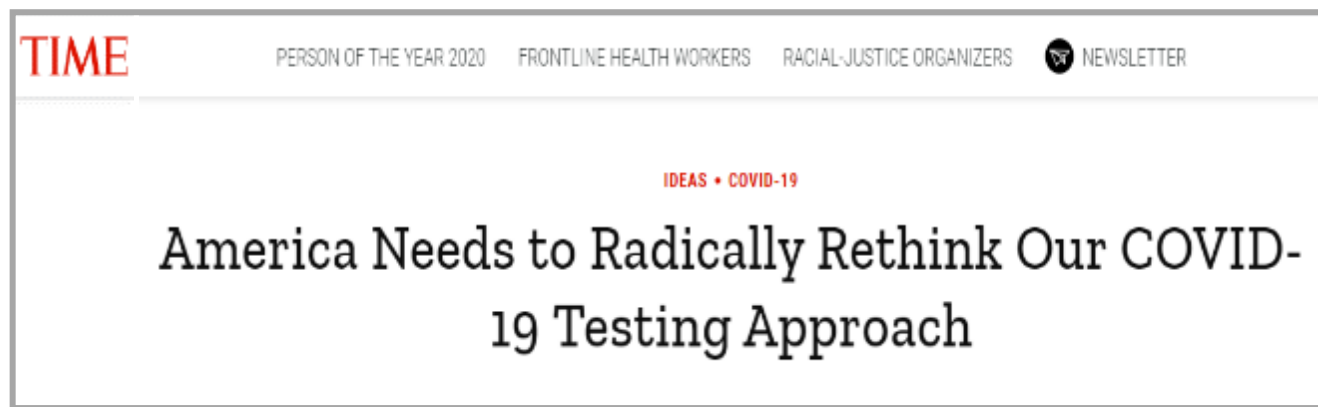 TIME
PERSON OF THE YEAR 2020 FRONTLINE HEALTH WORKERS RACIAL-JUSTICE ORGANIZERS NEWSLETTER
IDEAS • COVID-19
America Needs to Radically Rethink Our COVID-
19 Testing Approach